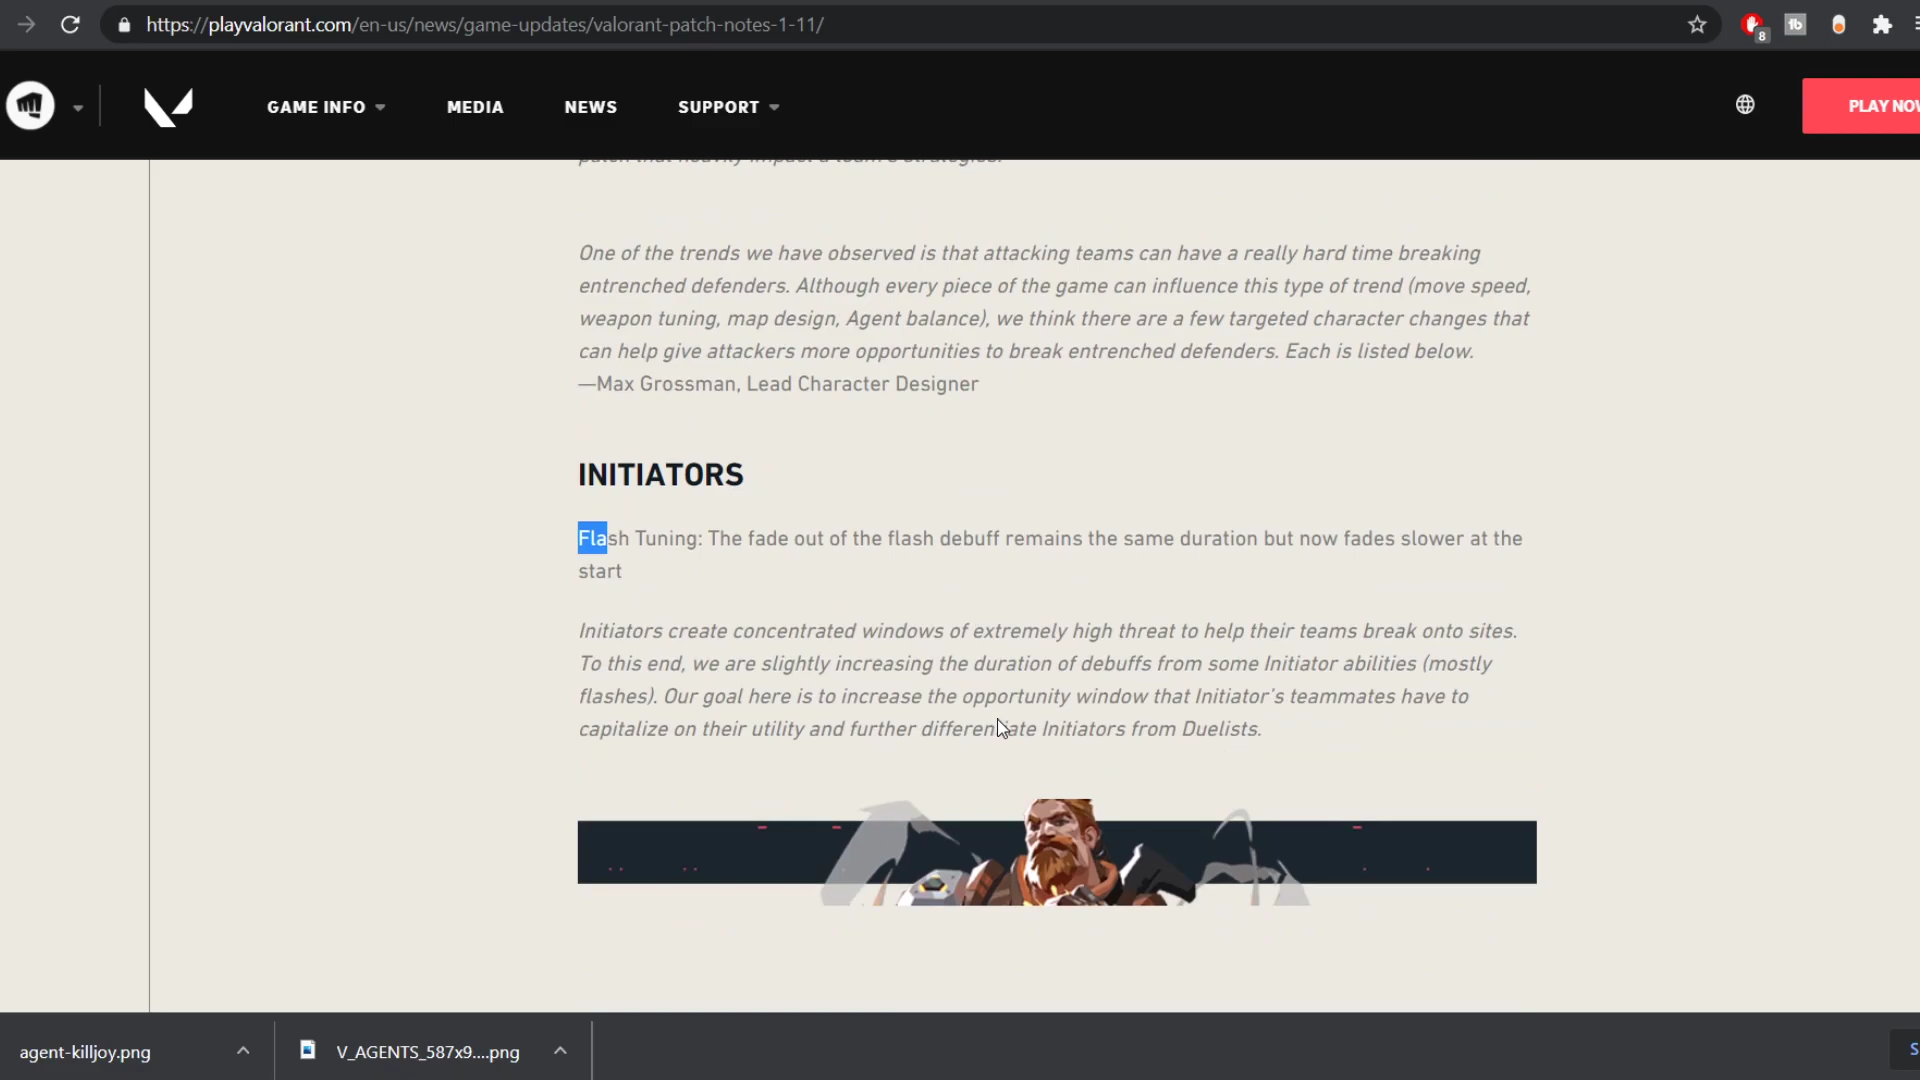 https://playvalorant.com/en-us/news/game-updates/valorant-patch-notes-1-11/
8
GAME INFO
MEDIA
NEWS
SUPPORT
PLAY NOW
patch that heavily impact a team's strategies.
One of the trends we have observed is that attacking teams can have a really hard time breaking
entrenched defenders. Although every piece of the game can influence this type of trend (move speed,
weapon tuning, map design, Agent balance), we think there are a few targeted character changes that
can help give attackers more opportunities to break entrenched defenders. Each is listed below.
—Max Grossman, Lead Character Designer
INITIATORS
Flash Tuning: The fade out of the flash debuff remains the same duration but now fades slower at the
start
Initiators create concentrated windows of extremely high threat to help their teams break onto sites.
To this end, we are slightly increasing the duration of debuffs from some Initiator abilities (mostly
flashes). Our goal here is to increase the opportunity window that Initiator's teammates have to
capitalize on their utility and further differentiate Initiators from Duelists.
agent-killjoy.png
V_AGENTS_587x9....png
S